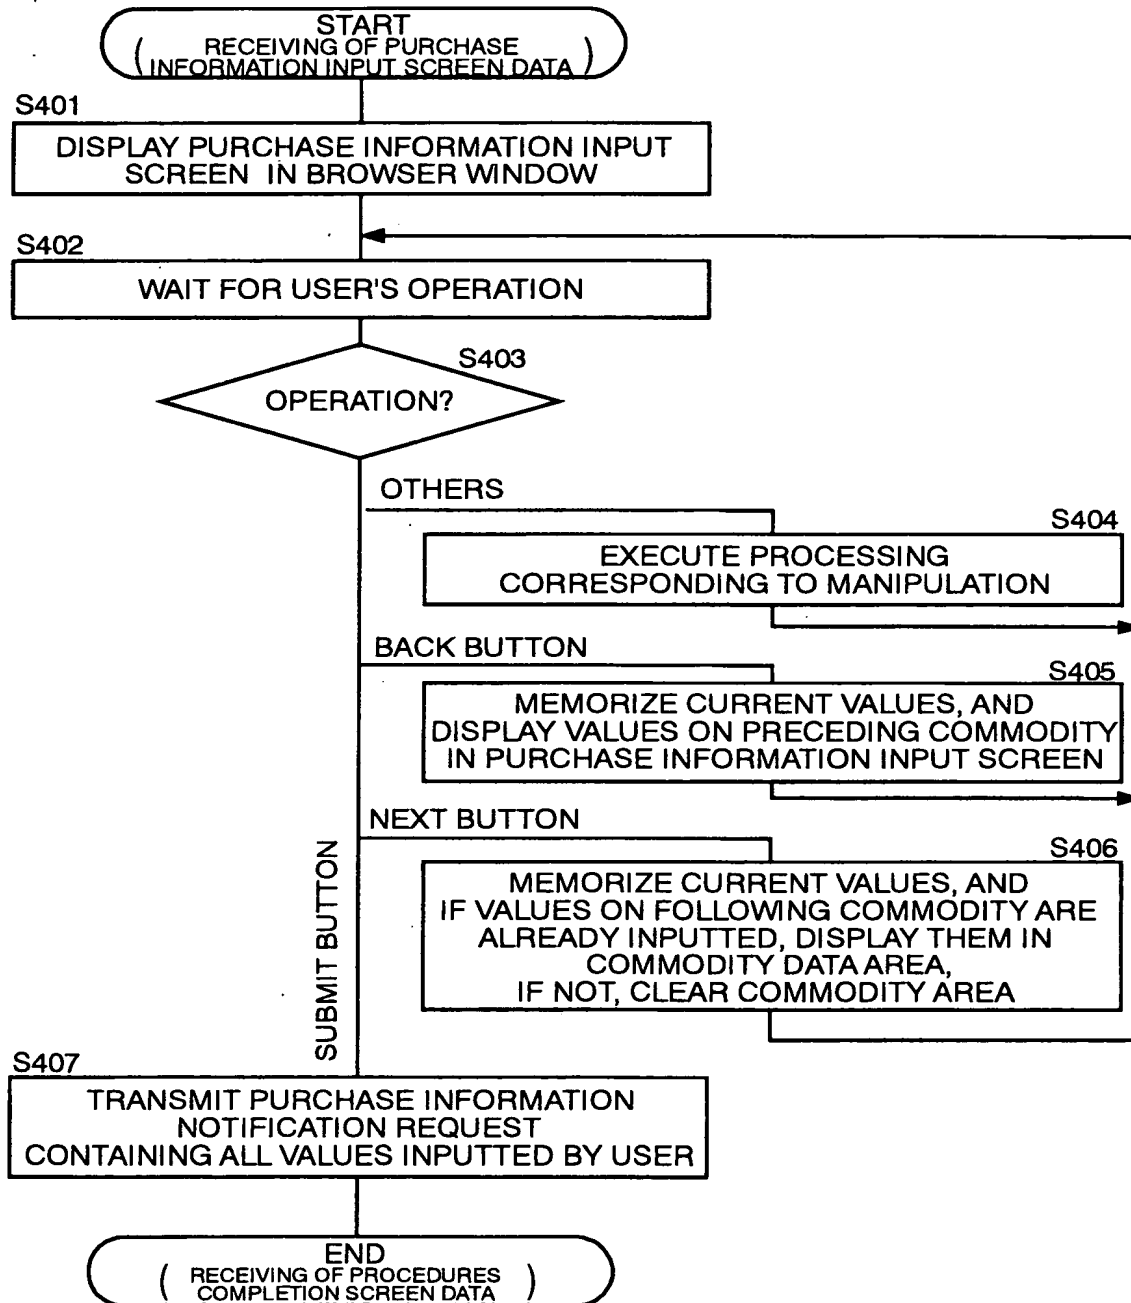 START
( RECEIVING OF PURCHASE
INFORMATION INPUT SCREEN DATA )
S401
DISPLAY PURCHASE INFORMATION INPUT
SCREEN IN BROWSER WINDOW
S402
WAIT FOR USER'S OPERATION
S403
OPERATION?
OTHERS
S404
EXECUTE PROCESSING
CORRESPONDING TO MANIPULATION
BACK BUTTON
S405
MEMORIZE CURRENT VALUES, AND
DISPLAY VALUES ON PRECEDING COMMODITY
IN PURCHASE INFORMATION INPUT SCREEN
NEXT BUTTON
S406
MEMORIZE CURRENT VALUES, AND
IF VALUES ON FOLLOWING COMMODITY ARE
ALREADY INPUTTED, DISPLAY THEM IN
COMMODITY DATA AREA,
IF NOT, CLEAR COMMODITY AREA
SUBMIT BUTTON
S407
TRANSMIT PURCHASE INFORMATION
NOTIFICATION REQUEST
CONTAINING ALL VALUES INPUTTED BY USER
END
( RECEIVING OF PROCEDURES
COMPLETION SCREEN DATA )